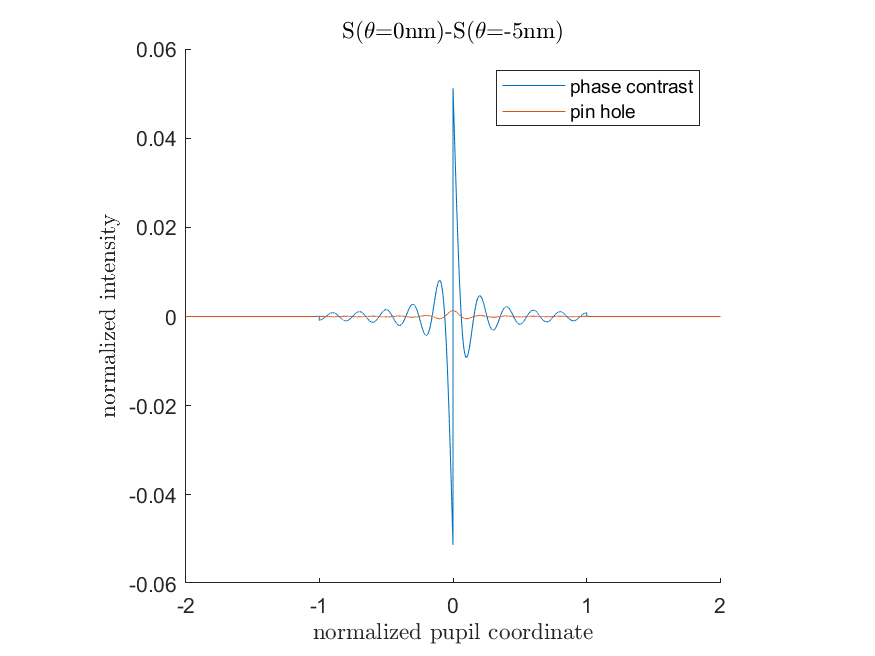 S(θ=0nm)-S(θ=-5nm)
0.06
phase contrast
pin hole
0.04
0.02
0
-0.02
-0.04
-0.06
normalized intensity
-2
-1
0
1
2
normalized pupil coordinate